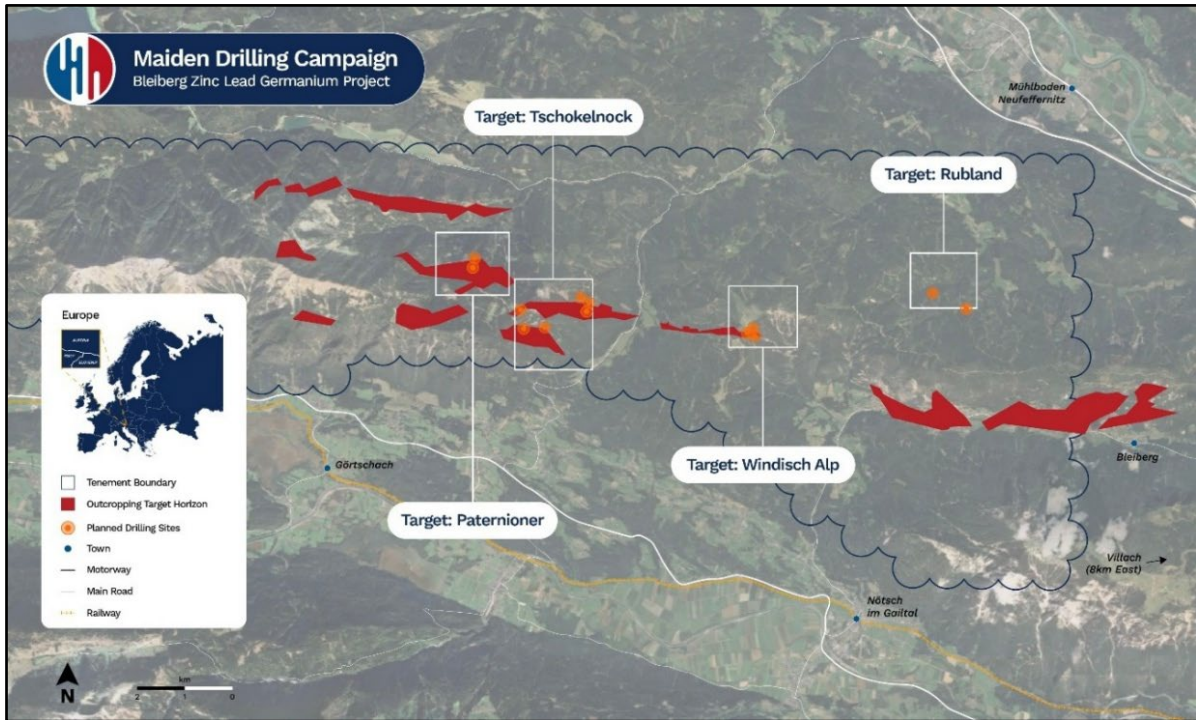 Maiden Drilling Campaign
Bleiberg Zinc Lead Germanium Project
Mühlboden
Neufeffernitz
Target: Tschokelnock
Target: Rubland
Europe
Target: Windisch Alp
Bleiberg
Görtschach
Target: Paternioner
Tenement Boundary
Outcropping Target Horizon
Planned Drilling Sites
Town
Motorway
Main Road
Railway
Villach
(8km East)
Nötsch
im Gailtal
N
km
2 1 0